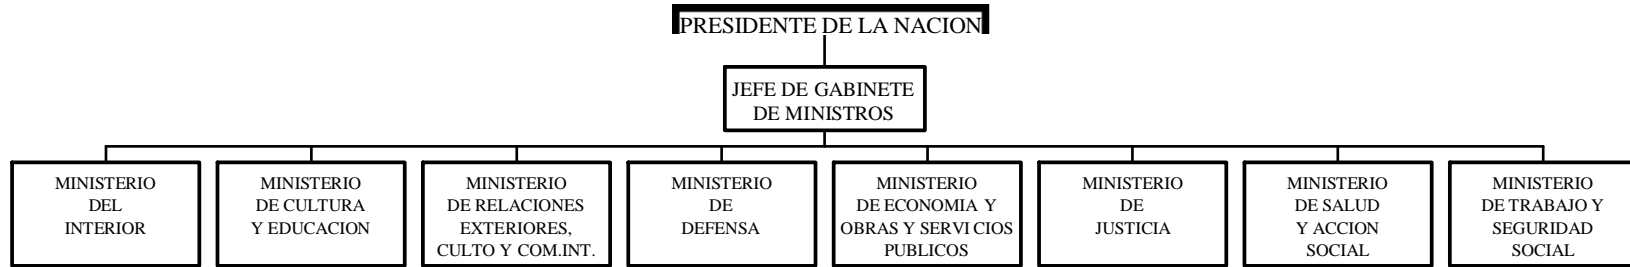 PRESIDENTE DE LA NACION
JEFE DE GABINETE
DE MINISTROS
MINISTERIO
DEL
INTERIOR
MINISTERIO
DE CULTURA
Y EDUCACION
MINISTERIO
DE RELACIONES
EXTERIORES,
CULTO Y COM.INT.
MINISTERIO
DE
DEFENSA
MINISTERIO
DE ECONOMIA Y
OBRAS Y SERVICIOS
PUBLICOS
MINISTERIO
DE
JUSTICIA
MINISTERIO
DE SALUD
Y ACCION
SOCIAL
MINISTERIO
DE TRABAJO Y
SEGURIDAD
SOCIAL